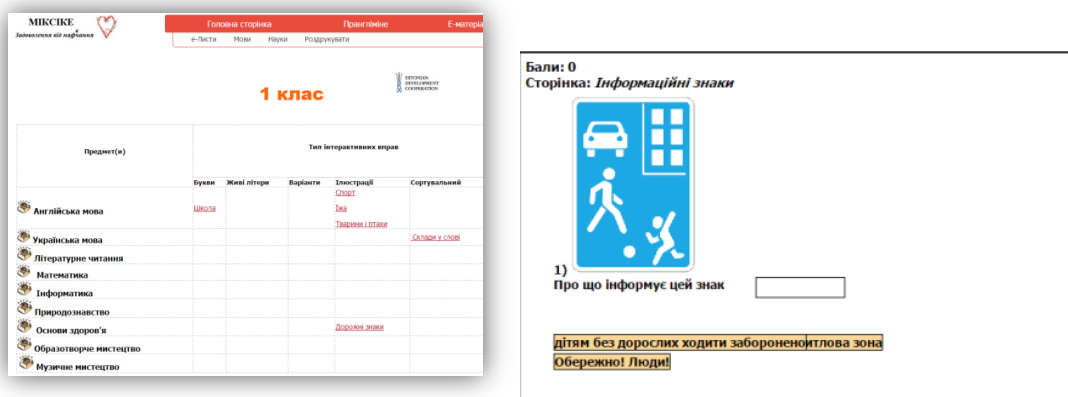 МІКСІКЕ
Задоволення від навчання
Головна сторінка Прангліміне Е-матеріа
е-Листи Мови Науки Роздрукувати
ESTONIAN
DEVELOPMENT
COOPERATION
1 клас
Предмет(и) Тип інтерактивних вправ
Букви Живі літери Варіанти Ілюстрації Сортувальний
Спорт
Англійська мова Школа Їжа
Тварини і птахи
Українська мова Склади у слові
Літературне читання
Математика
Інформатика
Природознавство
Основи здоров'я Дорожні знаки
Образотворче мистецтво
Музичне мистецтво
Бали: 0
Сторінка: Інформаційні знаки
1)
Про що інформує цей знак
дітям без дорослих ходити забороненоитлова зона
Обережно! Люди!